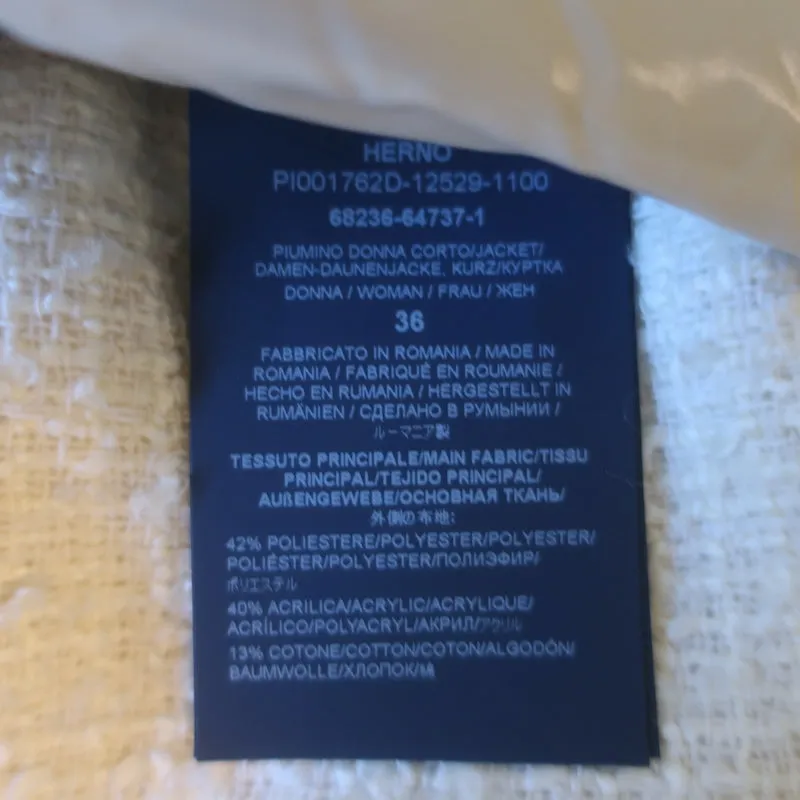 HERNO
PI001762D-12529-1100
68236-64737-1
PIUMINO DONNA CORTO/JACKET/
DAMEN-DAUNENJACKE, KURZ/КУРТКА
DONNA / WOMAN / FRAU / ЖЕН
36
FABBRICATO IN ROMANIA / MADE IN
ROMANIA / FABRIQUÉ EN ROUMANIE /
HECHO EN RUMANIA / HERGESTELLT IN
RUMÄNIEN / СДЕЛАНО В РУМЫНИИ /
ルーマニア製
TESSUTO PRINCIPALE/MAIN FABRIC/TISSU
PRINCIPAL/TEJIDO PRINCIPAL/
AUßENGEWEBE/ОСНОВНАЯ ТКАНЬ/
外側の布地:
42% POLIESTERE/POLYESTER/POLYESTER/
POLIÉSTER/POLYESTER/ПОЛИЭФИР/
ポリエステル
40% ACRILICA/ACRYLIC/ACRYLIQUE/
ACRÍLICO/POLYACRYL/АКРИЛ/アクリル
13% COTONE/COTTON/COTON/ALGODÓN/
BAUMWOLLE/ХЛОПОК/綿